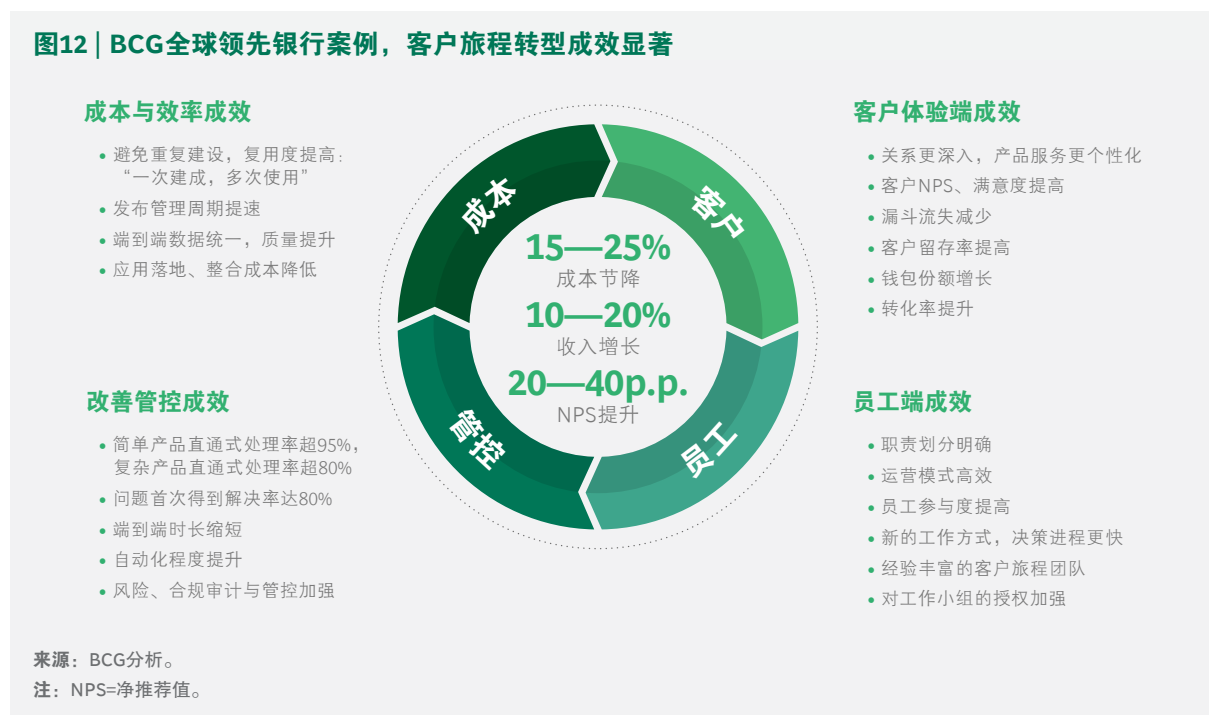 图12 | BCG全球领先银行案例，客户旅程转型成效显著
成本与效率成效
• 避免重复建设，复用度提高：
“一次建成，多次使用”
• 发布管理周期提速
• 端到端数据统一，质量提升
• 应用落地、整合成本降低
改善管控成效
• 简单产品直通式处理率超95%，
复杂产品直通式处理率超80%
• 问题首次得到解决率达80%
• 端到端时长缩短
• 自动化程度提升
• 风险、合规审计与管控加强
成本
客户
管控
员工
15—25%
成本节降
10—20%
收入增长
20—40p.p.
NPS提升
客户体验端成效
• 关系更深入，产品服务更个性化
• 客户NPS、满意度提高
• 漏斗流失减少
• 客户留存率提高
• 钱包份额增长
• 转化率提升
员工端成效
• 职责划分明确
• 运营模式高效
• 员工参与度提高
• 新的工作方式，决策进程更快
• 经验丰富的客户旅程团队
• 对工作小组的授权加强
来源：BCG分析。
注：NPS=净推荐值。